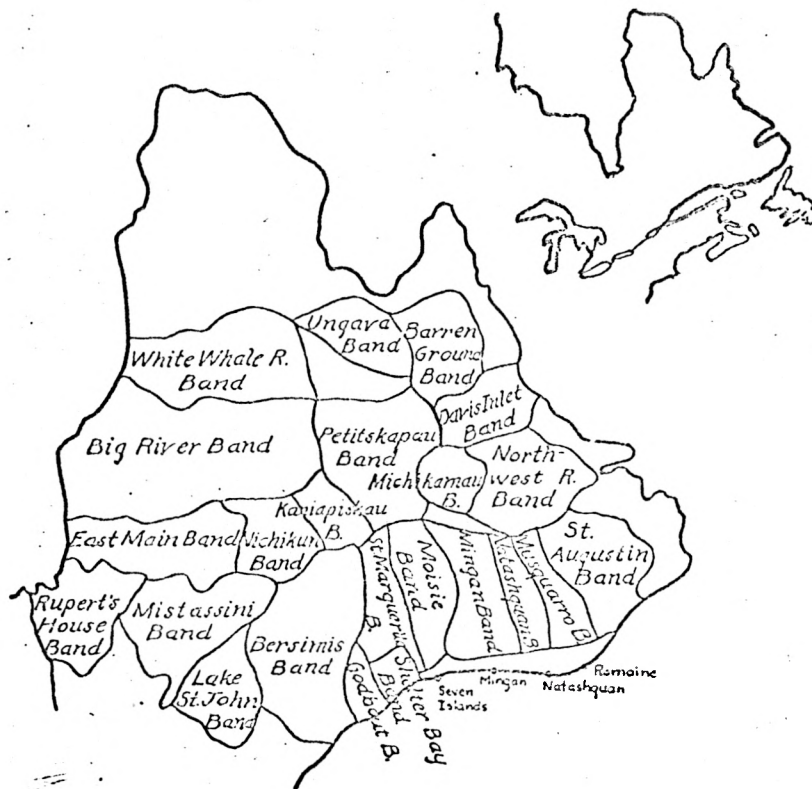 Ungava
Band
Barren
Ground
Band
White Whale R.
Band
Davis Inlet
Band
Big River Band
Petitskapau
Band
Michikamau
B.
North-
west R.
Band
Kaniapiskau
B.
East Main Band
Nichikun
Band
St. Marguerite
B.
Moisie
Band
Mingan Band
Natashquan B.
Musquarro B.
St.
Augustin
Band
Rupert's
House
Band
Mistassini
Band
Bersimis
Band
Lake
St. John
Band
Godbout B.
Shelter Bay
Band
Seven
Islands
Mingan
Natashquan
Romaine